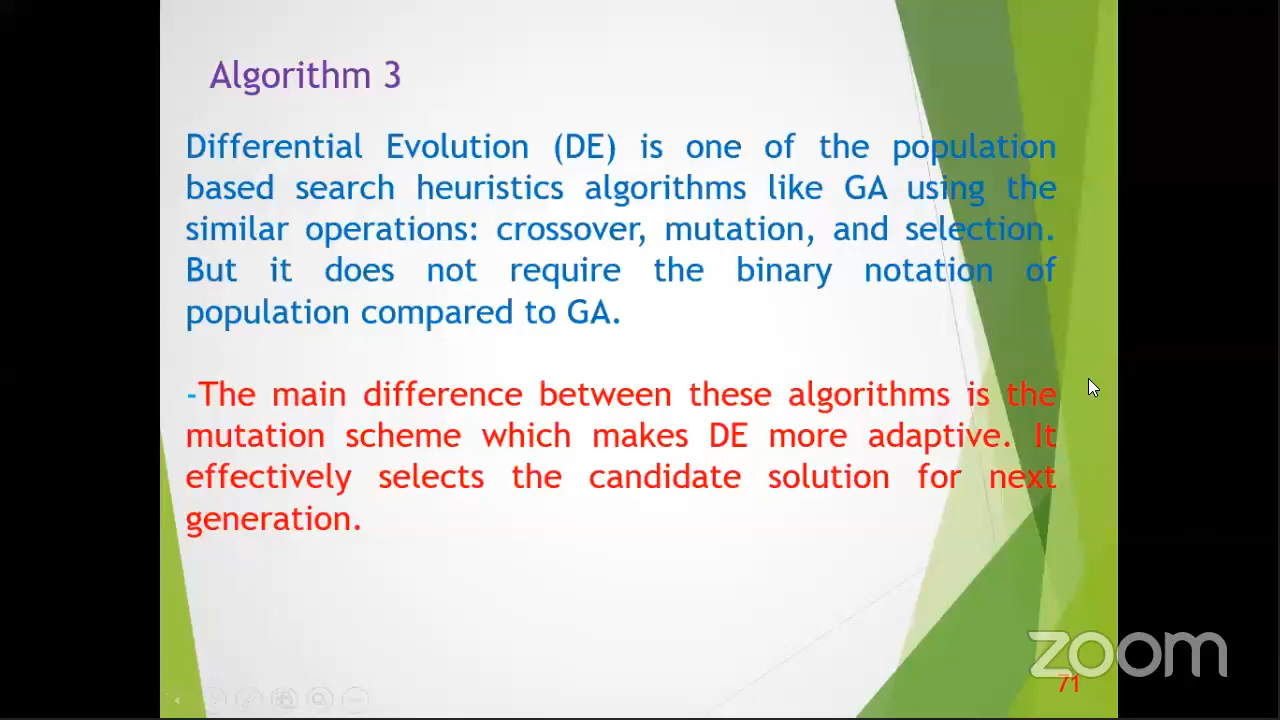 Algorithm 3
Differential Evolution (DE) is one of the population
based search heuristics algorithms like GA using the
similar operations: crossover, mutation, and selection.
But it does not require the binary notation of
population compared to GA.
-The main difference between these algorithms is the
mutation scheme which makes DE more adaptive. It
effectively selects the candidate solution for next
generation.
zoom
71